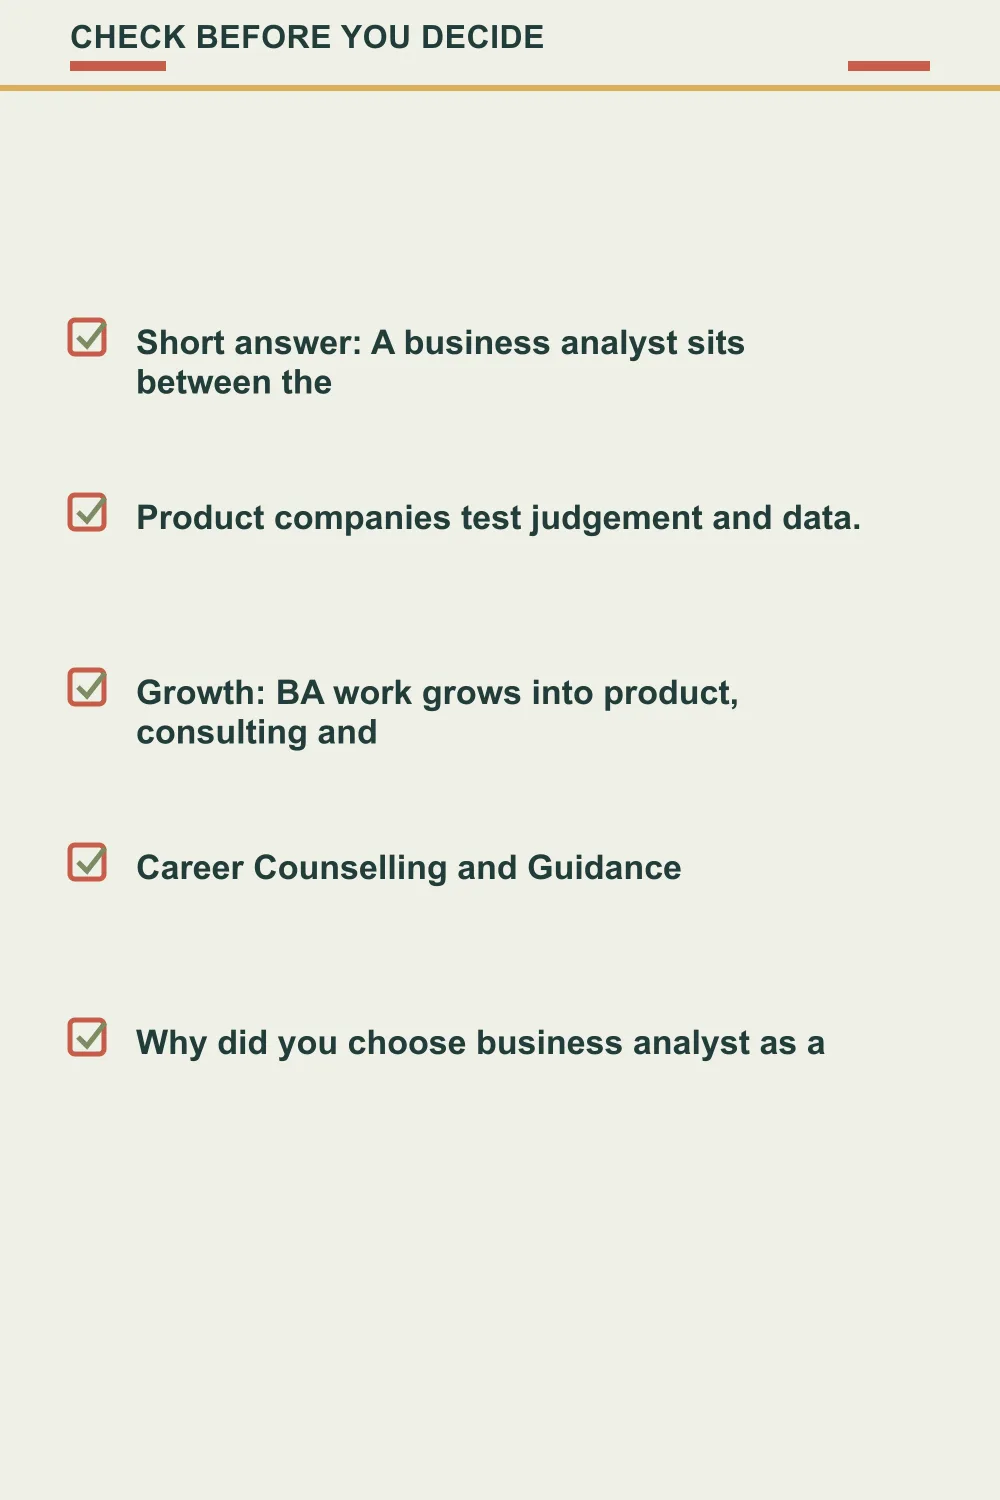 CHECK BEFORE YOU DECIDE
Short answer: A business analyst sits
between the
Product companies test judgement and data.
Growth: BA work grows into product,
consulting and
Career Counselling and Guidance
Why did you choose business analyst as a